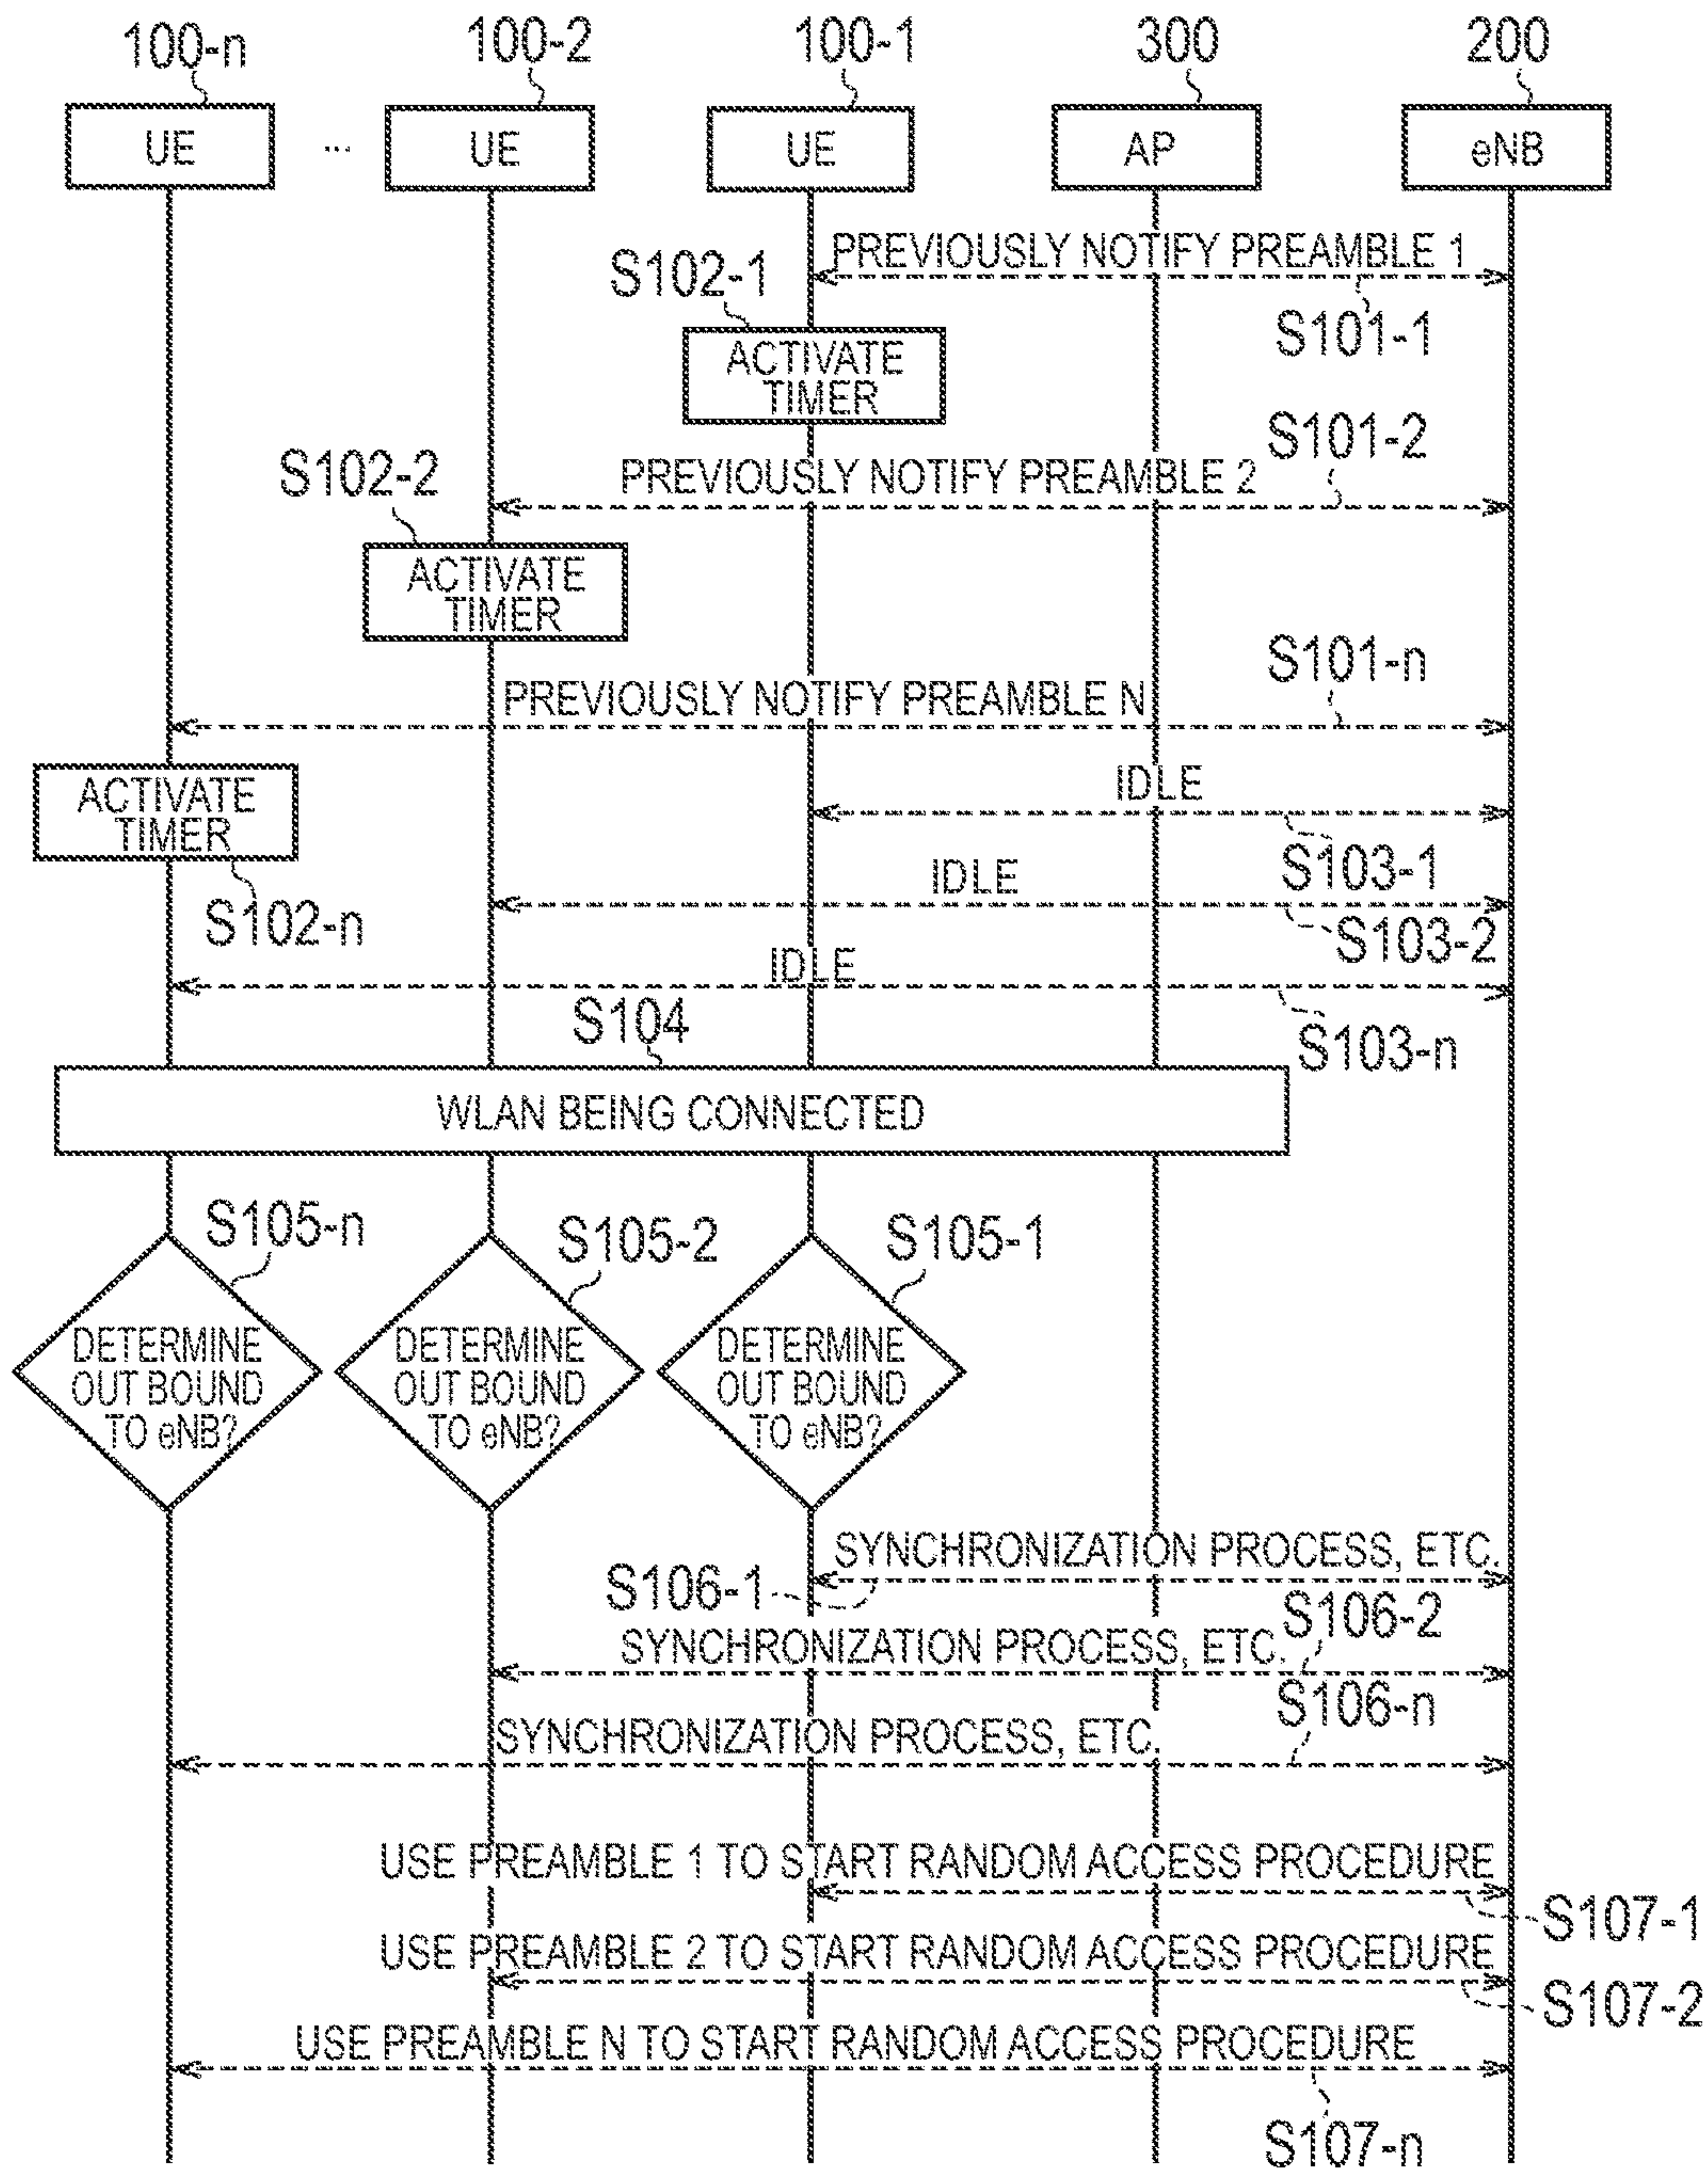 100-n 100-2 100-1 300 200
UE ... UE UE AP eNB
PREVIOUSLY NOTIFY PREAMBLE 1
S102-1
S101-1
ACTIVATE
TIMER
S101-2
S102-2
PREVIOUSLY NOTIFY PREAMBLE 2
ACTIVATE
TIMER
S101-n
PREVIOUSLY NOTIFY PREAMBLE N
ACTIVATE
TIMER
IDLE
S103-1
S102-n
IDLE
S103-2
IDLE
S104
S103-n
WLAN BEING CONNECTED
S105-n
S105-2
S105-1
DETERMINE
OUT BOUND
TO eNB?
DETERMINE
OUT BOUND
TO eNB?
DETERMINE
OUT BOUND
TO eNB?
SYNCHRONIZATION PROCESS, ETC.
S106-1
S106-2
SYNCHRONIZATION PROCESS, ETC.
S106-n
SYNCHRONIZATION PROCESS, ETC.
USE PREAMBLE 1 TO START RANDOM ACCESS PROCEDURE
S107-1
USE PREAMBLE 2 TO START RANDOM ACCESS PROCEDURE
S107-2
USE PREAMBLE N TO START RANDOM ACCESS PROCEDURE
S107-n